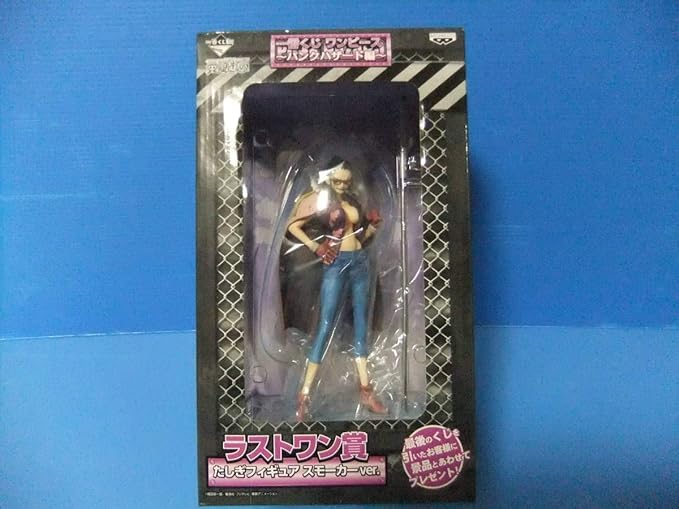 一番くじ ワンピース
～パンクハザード編～
ラストワン賞
たしぎフィギュア スモーカーver.
最後のくじを
引いたお客様に
景品とあわせて
プレゼント!